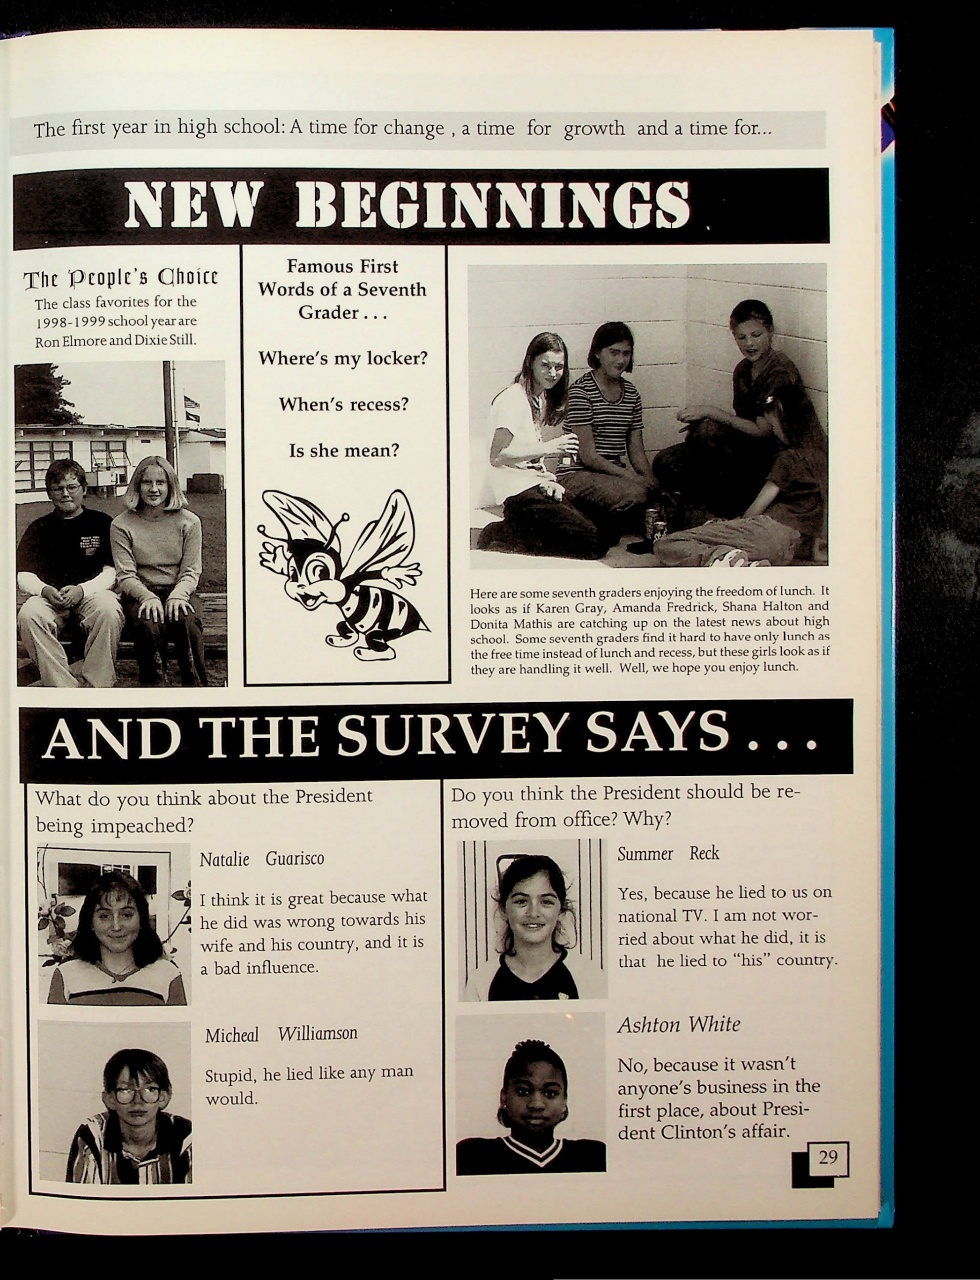 The first year in high school: A time for change , a time for growth and a time for...
NEW BEGINNINGS
The People's Choice
The class favorites for the
1998-1999 school year are
Ron Elmore and Dixie Still.
Famous First
Words of a Seventh
Grader . . .
Where's my locker?
When's recess?
Is she mean?
Here are some seventh graders enjoying the freedom of lunch. It
looks as if Karen Gray, Amanda Fredrick, Shana Halton and
Donita Mathis are catching up on the latest news about high
school. Some seventh graders find it hard to have only lunch as
the free time instead of lunch and recess, but these girls look as if
they are handling it well. Well, we hope you enjoy lunch.
AND THE SURVEY SAYS . . .
What do you think about the President
being impeached?
Natalie Guarisco
I think it is great because what
he did was wrong towards his
wife and his country, and it is
a bad influence.
Micheal Williamson
Stupid, he lied like any man
would.
Do you think the President should be re-
moved from office? Why?
Summer Reck
Yes, because he lied to us on
national TV. I am not wor-
ried about what he did, it is
that he lied to "his" country.
Ashton White
No, because it wasn't
anyone's business in the
first place, about Presi-
dent Clinton's affair.
29